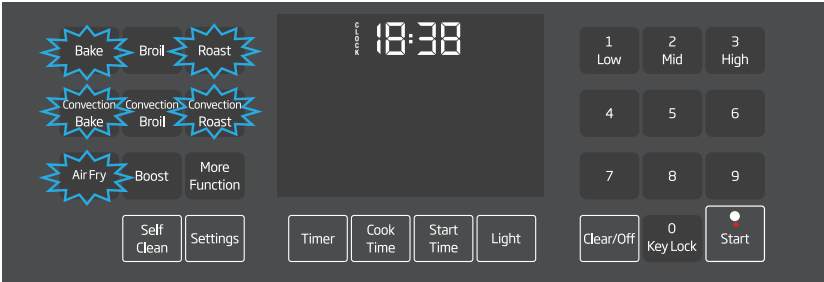 CLOCK 18:38
Bake
Broil
Roast
Convection
Bake
Convection
Broil
Convection
Roast
Air Fry
Boost
More
Function
Self
Clean
Settings
Timer
Cook
Time
Start
Time
Light
1
Low
2
Mid
3
High
4
5
6
7
8
9
Clear/Off
0
Key Lock
Start